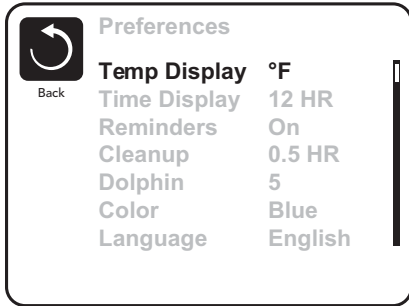 Preferences
Back
Temp Display °F
Time Display 12 HR
Reminders On
Cleanup 0.5 HR
Dolphin 5
Color Blue
Language English